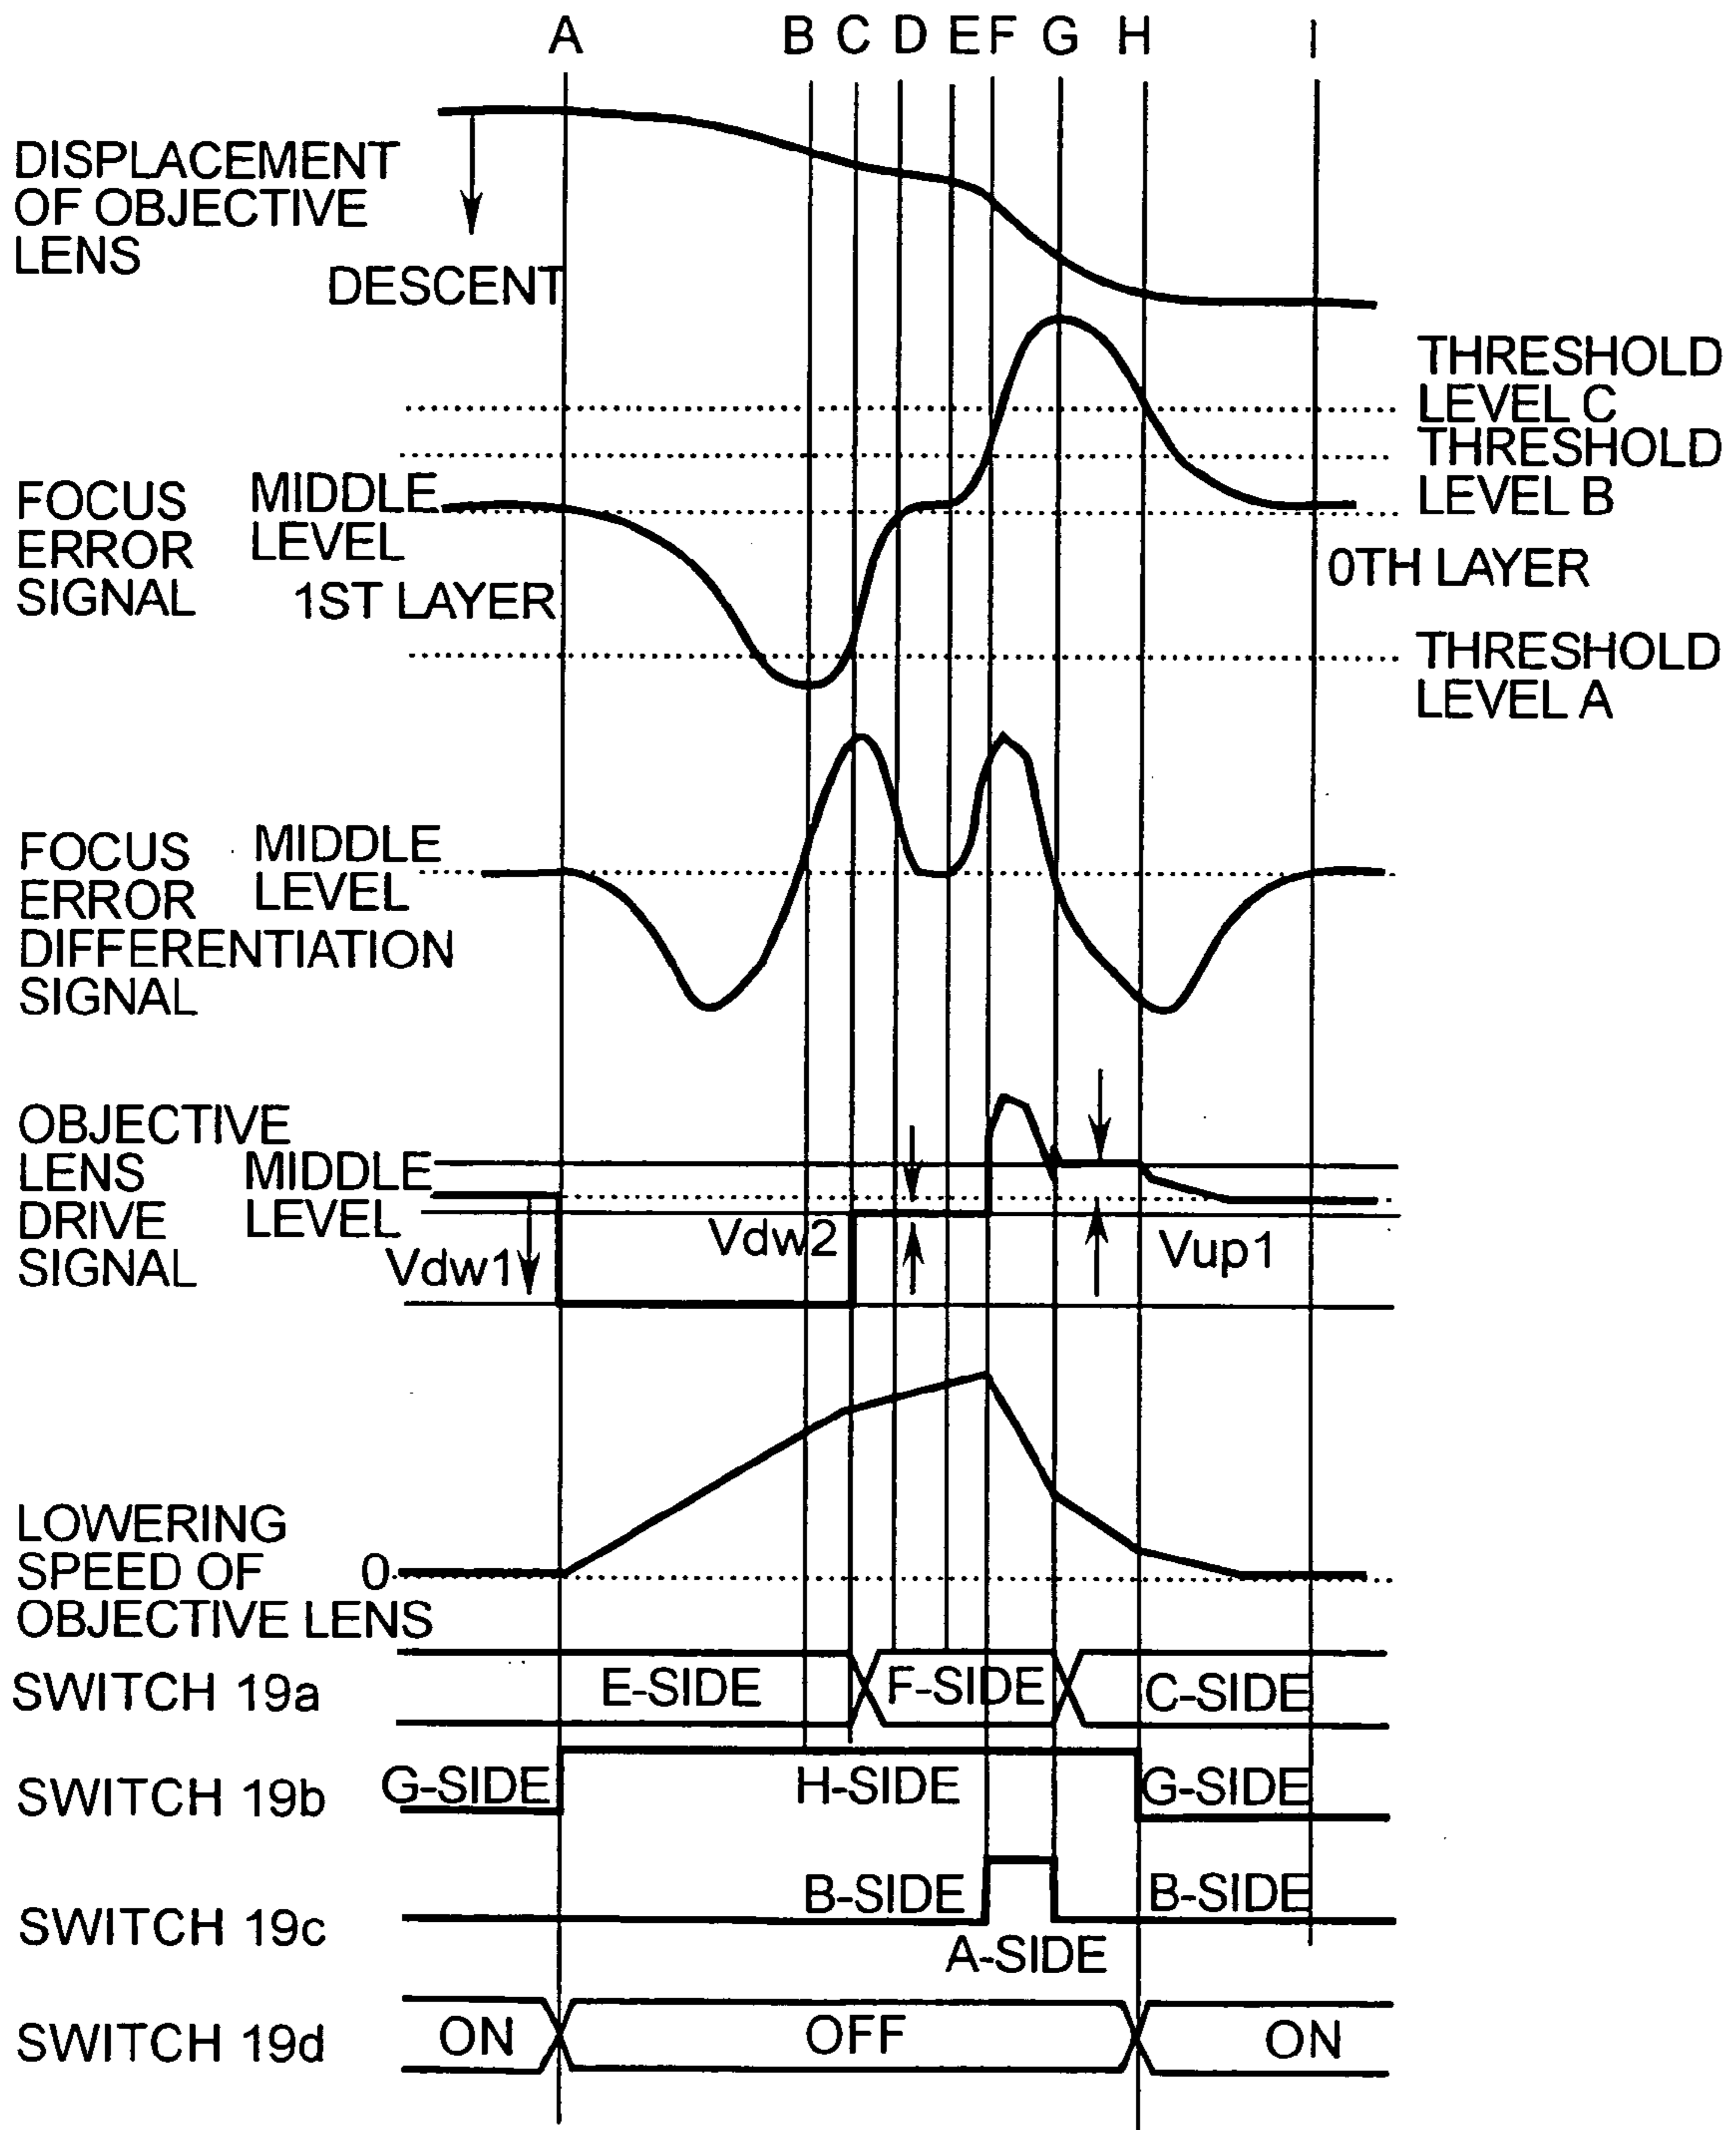 A B C D E F G H I
DISPLACEMENT
OF OBJECTIVE
LENS
DESCENT
THRESHOLD
LEVEL C
THRESHOLD
LEVEL B
FOCUS
ERROR
SIGNAL
MIDDLE
LEVEL
1ST LAYER
0TH LAYER
THRESHOLD
LEVEL A
FOCUS
ERROR
DIFFERENTIATION
SIGNAL
MIDDLE
LEVEL
OBJECTIVE
LENS
DRIVE
SIGNAL
MIDDLE
LEVEL
Vdw1
Vdw2
Vup1
LOWERING
SPEED OF
OBJECTIVE LENS
0
SWITCH 19a
E-SIDE
F-SIDE
C-SIDE
SWITCH 19b
G-SIDE
H-SIDE
G-SIDE
SWITCH 19c
B-SIDE
A-SIDE
B-SIDE
SWITCH 19d
ON
OFF
ON